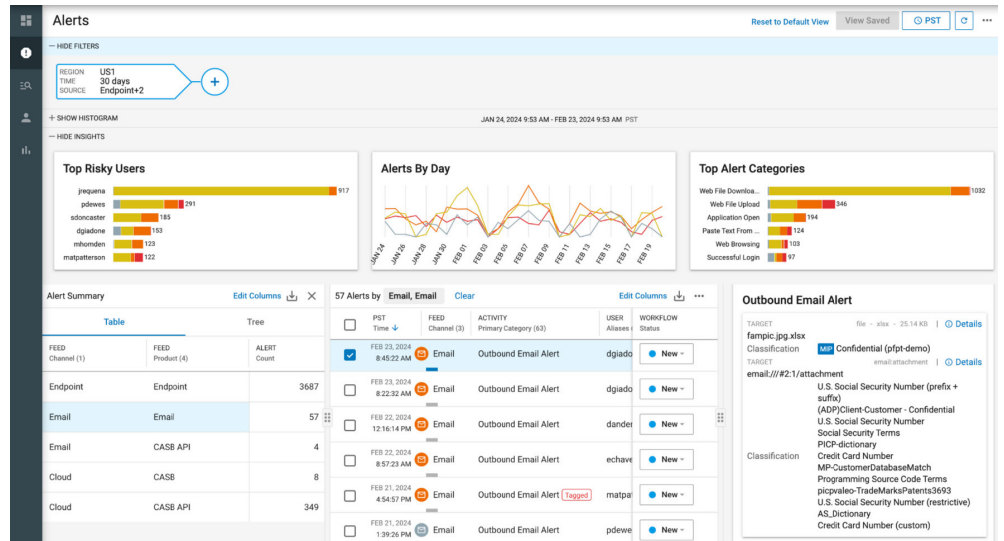 Alerts
Reset to Default View
View Saved
PST
HIDE FILTERS
REGION US1
TIME 30 days
SOURCE Endpoint+2
SHOW HISTOGRAM
JAN 24, 2024 9:53 AM - FEB 23, 2024 9:53 AM PST
HIDE INSIGHTS
Top Risky Users
jrequena 917
pdewes 291
sdoncaster 185
dgiadone 153
mhomden 123
matpatterson 122
Alerts By Day
JAN 24 JAN 26 JAN 28 JAN 30 FEB 01 FEB 03 FEB 05 FEB 07 FEB 09 FEB 11 FEB 13 FEB 15 FEB 17 FEB 19
Top Alert Categories
Web File Downloa... 1032
Web File Upload 346
Application Open 194
Paste Text From ... 124
Web Browsing 103
Successful Login 97
Alert Summary
Edit Columns
Table
Tree
FEED FEED ALERT
Channel (1) Product (4) Count
Endpoint Endpoint 3687
Email Email 57
Email CASB API 4
Cloud CASB 8
Cloud CASB API 349
57 Alerts by Email, Email Clear
Edit Columns
PST FEED ACTIVITY USER WORKFLOW
Time Channel (3) Primary Category (63) Aliases Status
FEB 23, 2024
8:45:22 AM Email Outbound Email Alert dgiado New
FEB 23, 2024
8:22:32 AM Email Outbound Email Alert dgiado New
FEB 22, 2024
12:16:14 PM Email Outbound Email Alert dander New
FEB 22, 2024
8:57:23 AM Email Outbound Email Alert echave New
FEB 21, 2024
4:54:57 PM Email Outbound Email Alert Tagged matpat New
FEB 21, 2024
1:39:26 PM Email Outbound Email Alert pdewe New
Outbound Email Alert
TARGET file - xlsx - 25.14 KB | Details
fampic.jpg.xlsx
Classification MIP Confidential (pfpt-demo)
TARGET email:attachment | Details
email:///#2:1/attachment
U.S. Social Security Number (prefix +
suffix)
(ADP)Client-Customer - Confidential
U.S. Social Security Number
Social Security Terms
PICP-dictionary
Classification Credit Card Number
MP-CustomerDatabaseMatch
Programming Source Code Terms
picpvaleo-TradeMarksPatents3693
U.S. Social Security Number (restrictive)
AS_Dictionary
Credit Card Number (custom)